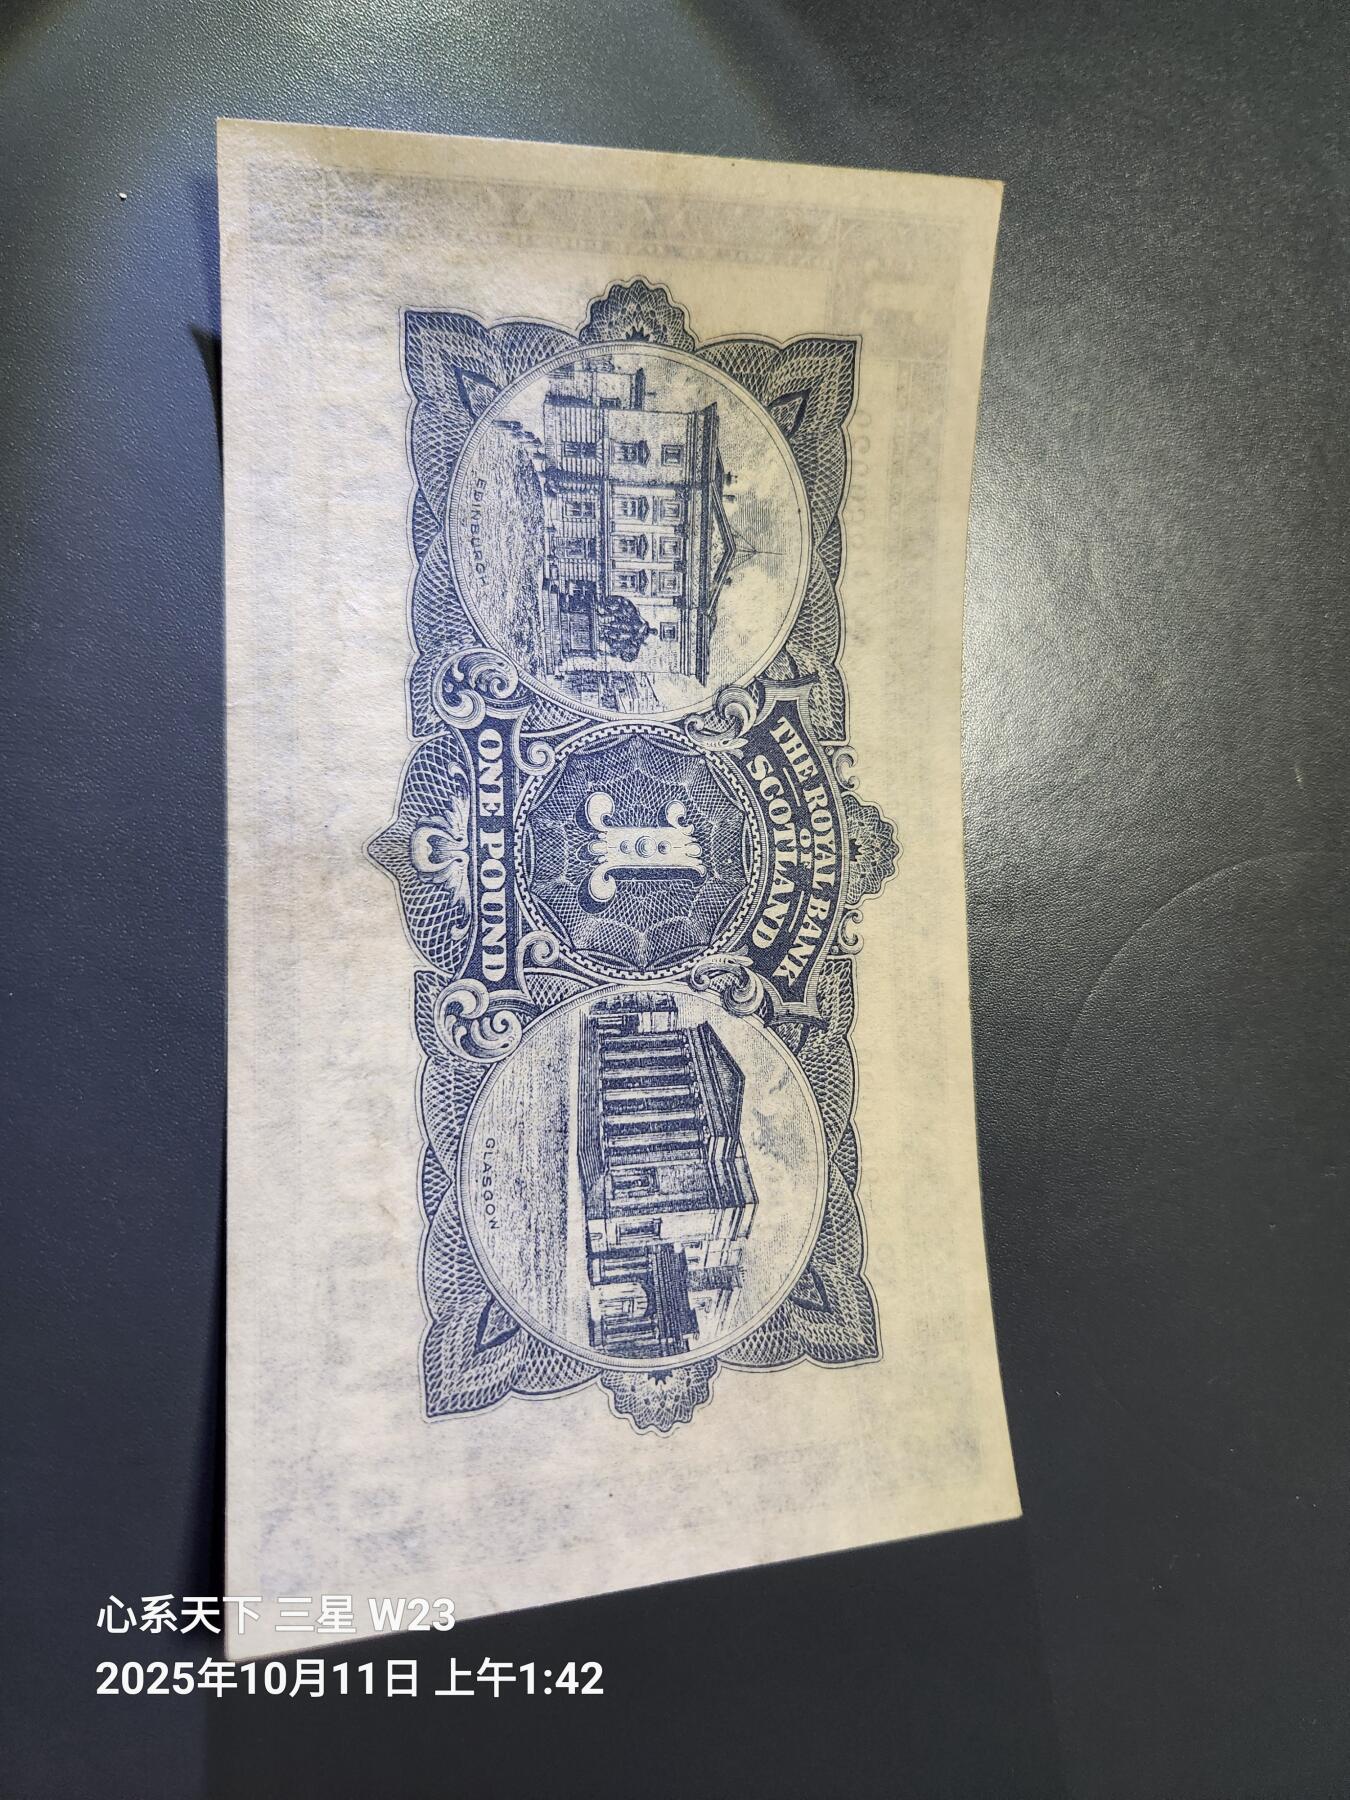 THE ROYAL BANK
OF
SCOTLAND
1
ONE POUND
EDINBURGH
GLASGOW
心系天下 三星 W23
2025年10月11日 上午1:42